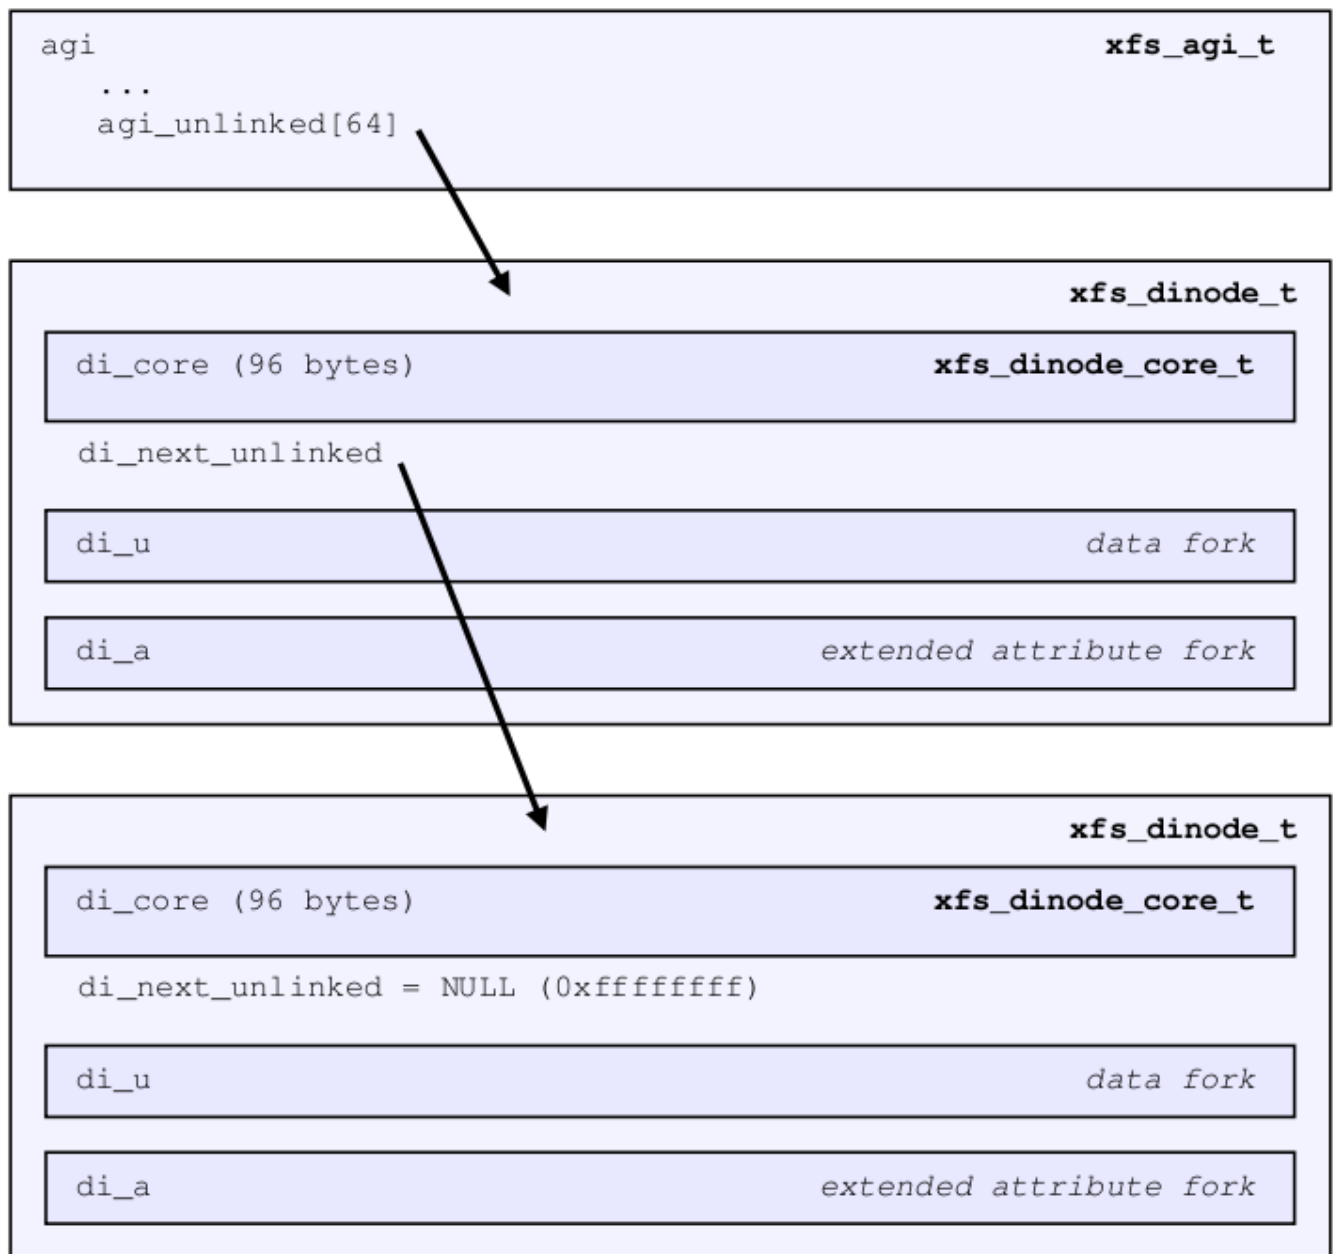 agi xfs_agi_t
...
agi_unlinked[64]
xfs_dinode_t
di_core (96 bytes) xfs_dinode_core_t
di_next_unlinked
di_u data fork
di_a extended attribute fork
xfs_dinode_t
di_core (96 bytes) xfs_dinode_core_t
di_next_unlinked = NULL (0xffffffff)
di_u data fork
di_a extended attribute fork